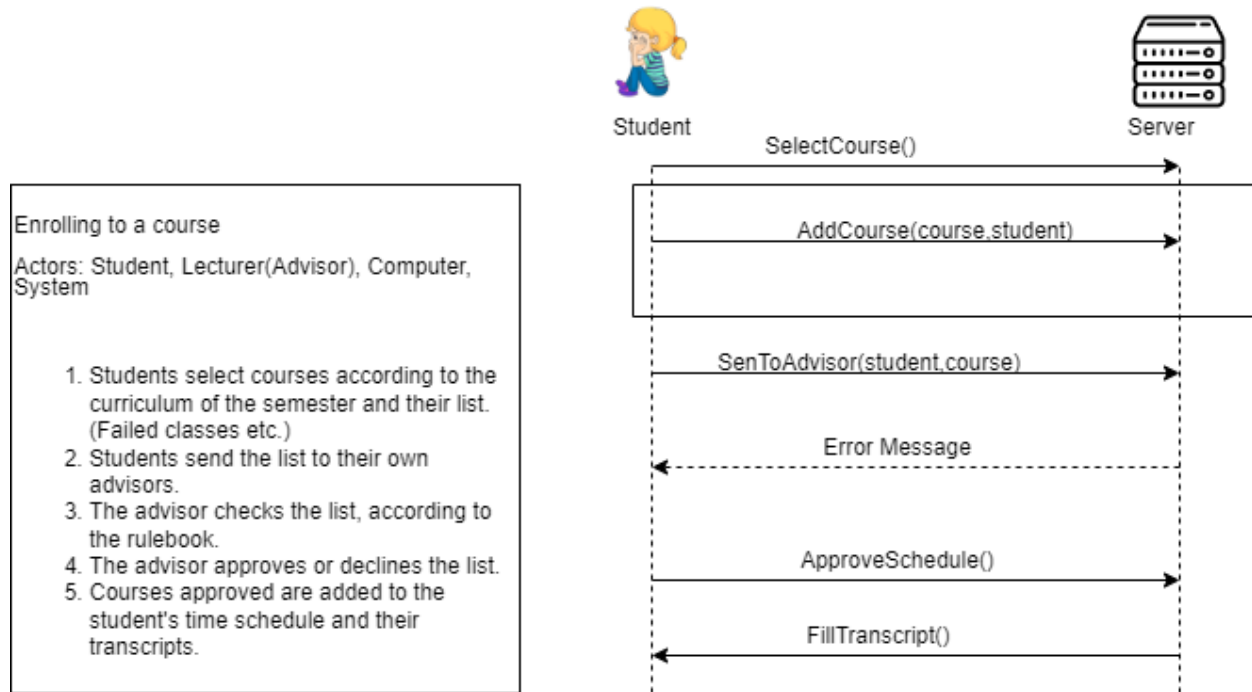 Student
Server
SelectCourse()
AddCourse(course,student)
SenToAdvisor(student,course)
Error Message
ApproveSchedule()
FillTranscript()
Enrolling to a course
Actors: Student, Lecturer(Advisor), Computer,
System
1. Students select courses according to the
curriculum of the semester and their list.
(Failed classes etc.)
2. Students send the list to their own
advisors.
3. The advisor checks the list, according to
the rulebook.
4. The advisor approves or declines the list.
5. Courses approved are added to the
student's time schedule and their
transcripts.